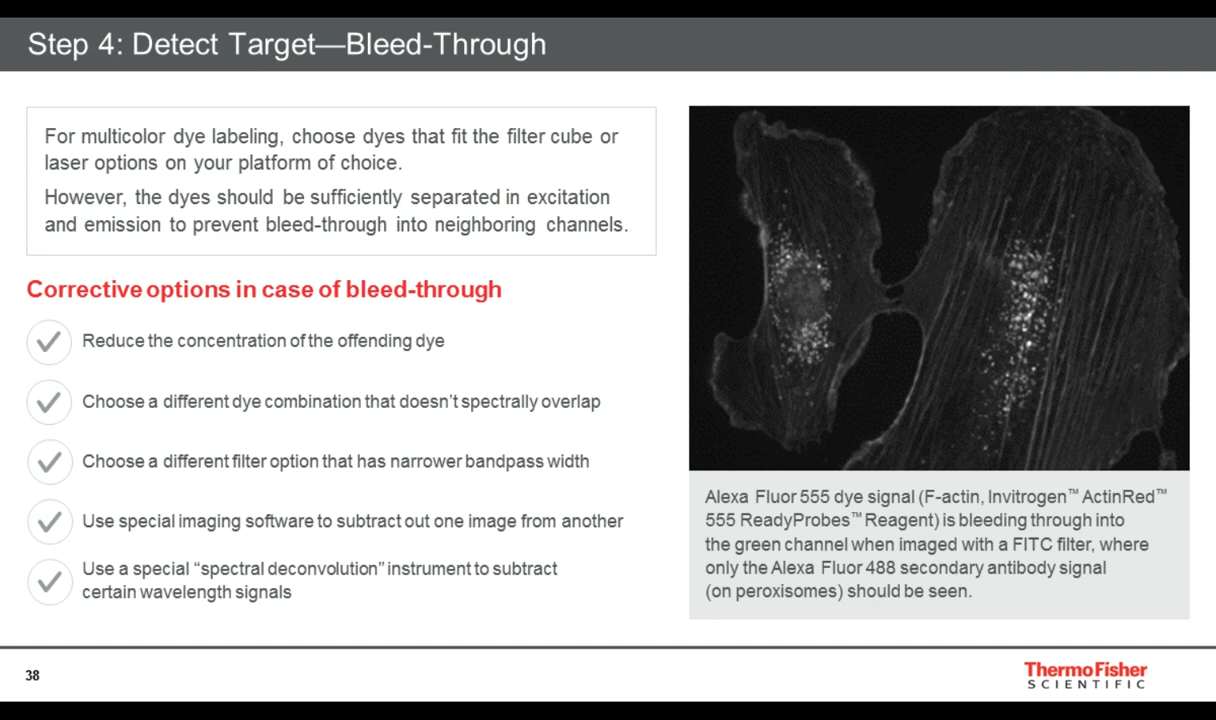 Step 4: Detect Target—Bleed-Through
For multicolor dye labeling, choose dyes that fit the filter cube or
laser options on your platform of choice.
However, the dyes should be sufficiently separated in excitation
and emission to prevent bleed-through into neighboring channels.
Corrective options in case of bleed-through
Reduce the concentration of the offending dye
Choose a different dye combination that doesn't spectrally overlap
Choose a different filter option that has narrower bandpass width
Use special imaging software to subtract out one image from another
Use a special “spectral deconvolution” instrument to subtract
certain wavelength signals
Alexa Fluor 555 dye signal (F-actin, Invitrogen™ ActinRed™
555 ReadyProbes™ Reagent) is bleeding through into
the green channel when imaged with a FITC filter, where
only the Alexa Fluor 488 secondary antibody signal
(on peroxisomes) should be seen.
38
ThermoFisher
SCIENTIFIC